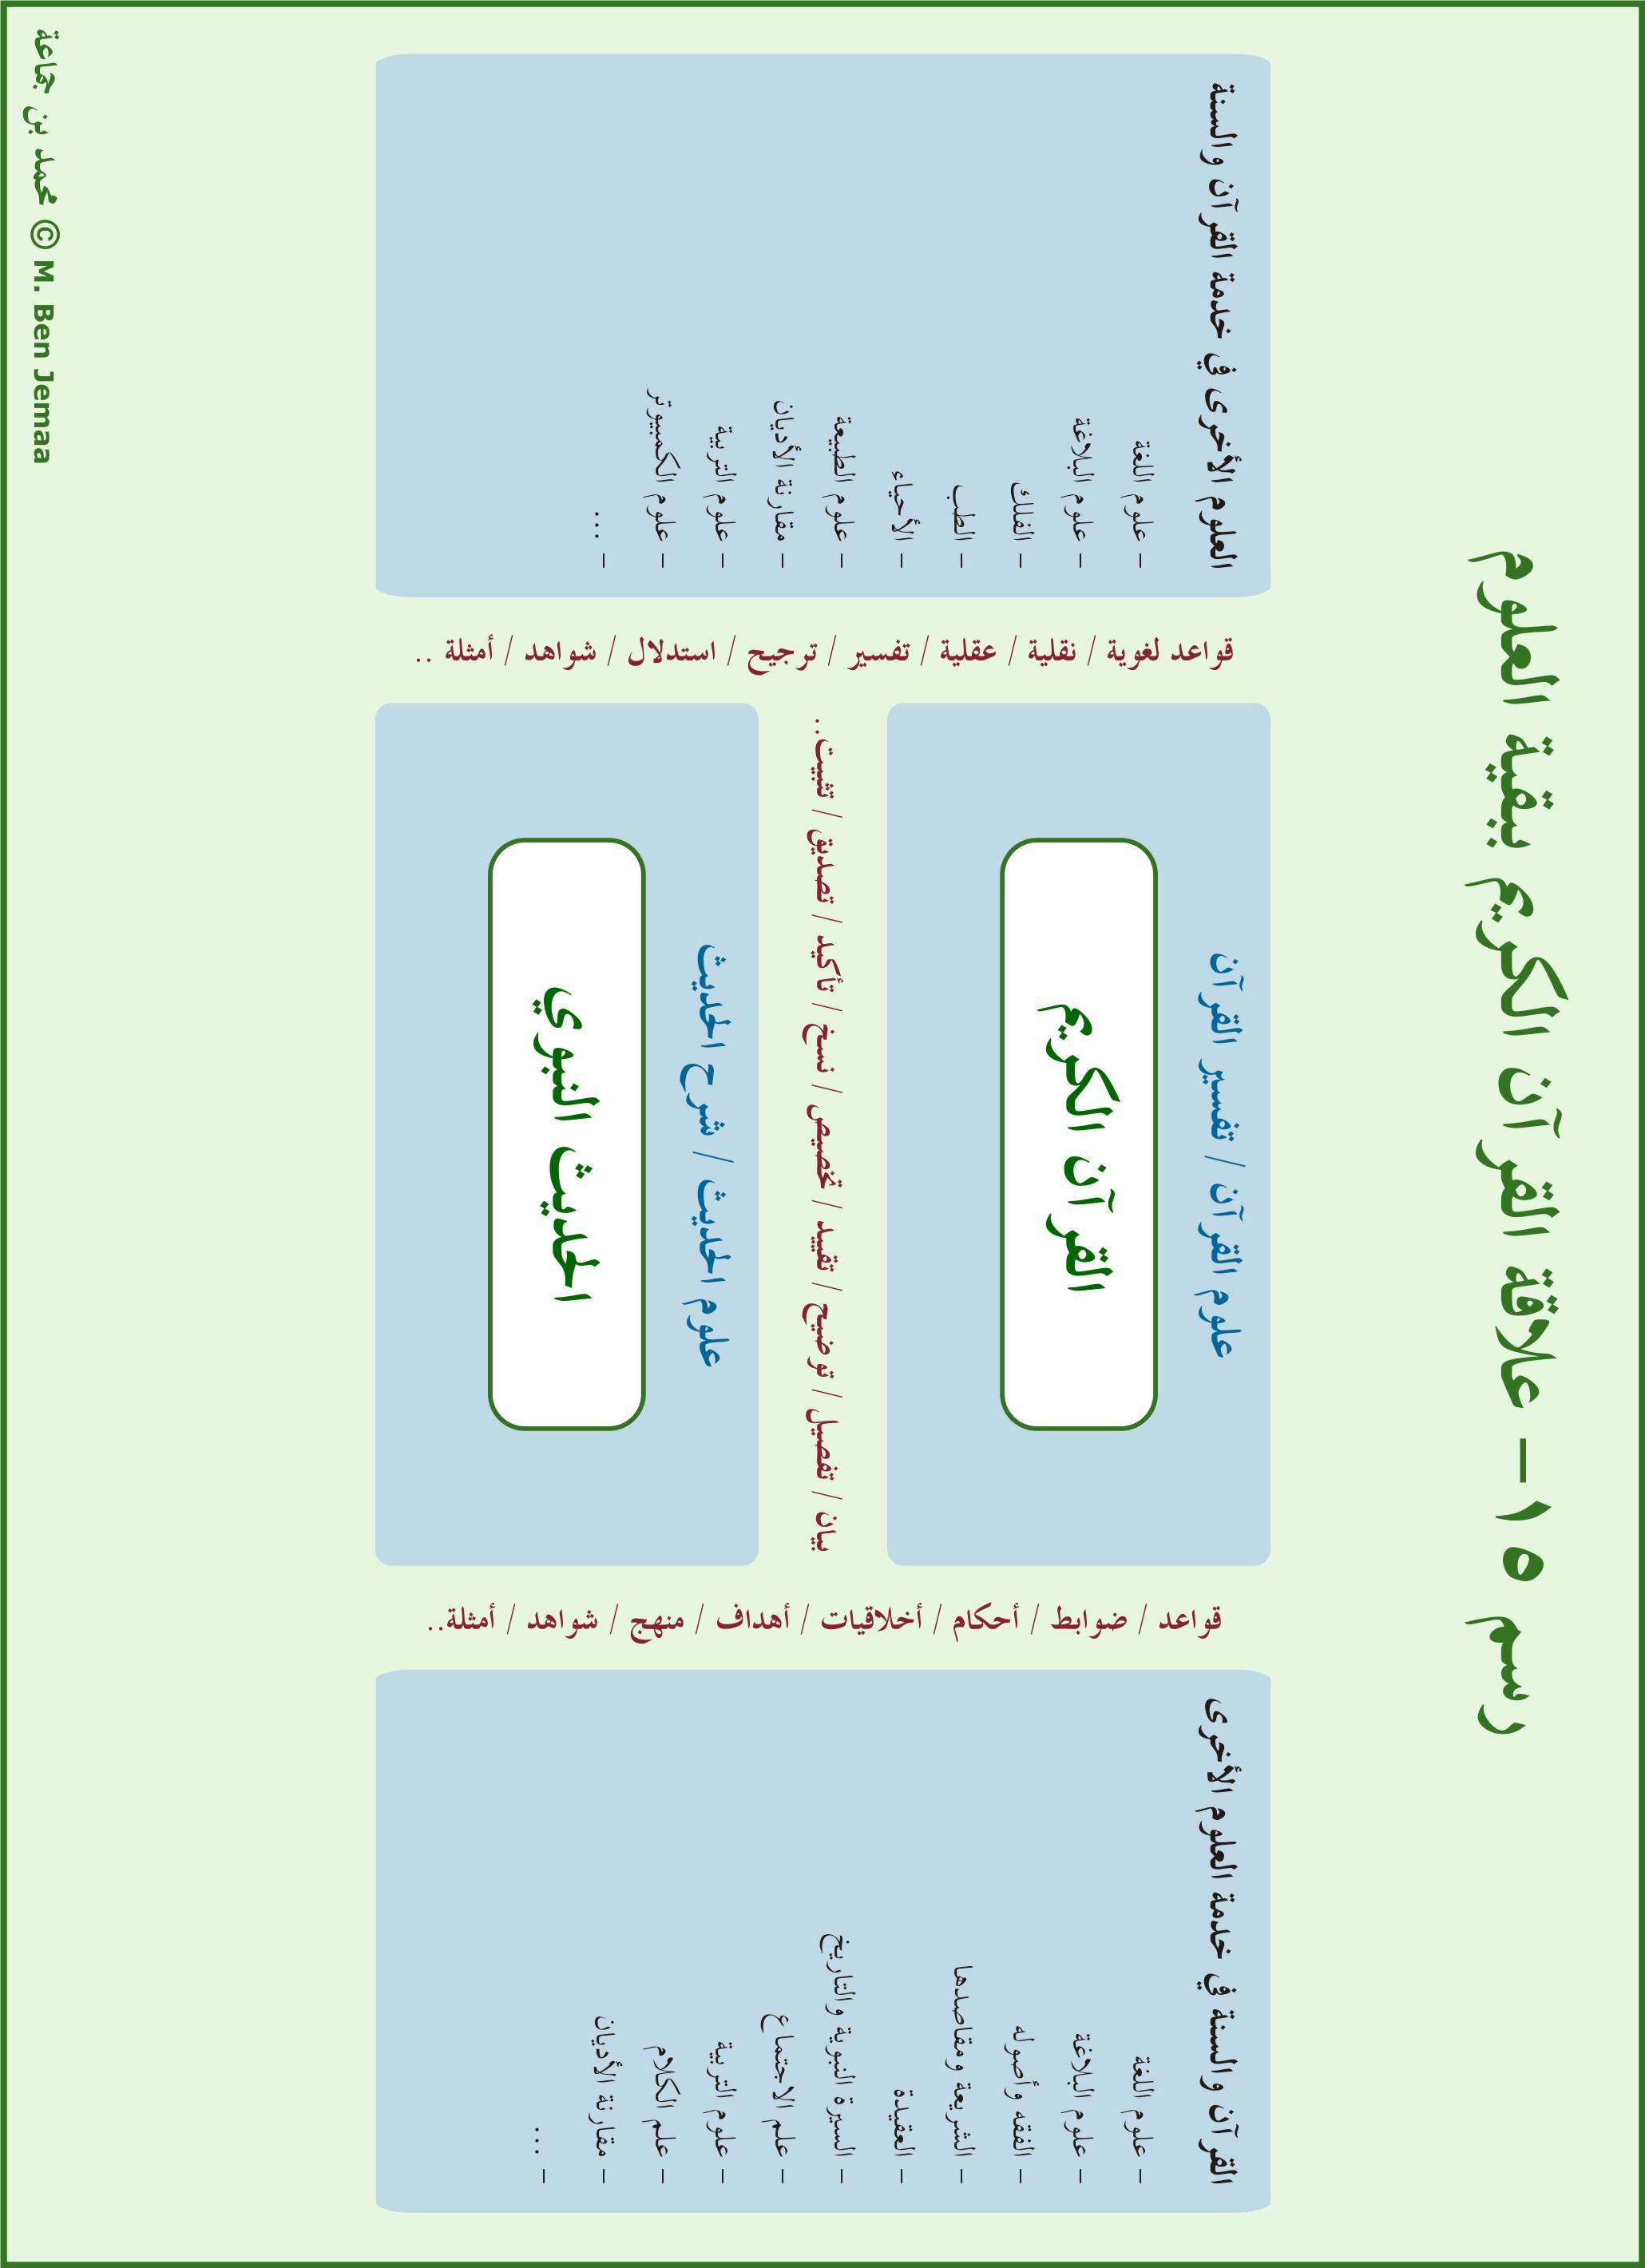 رسم ١٥ – علاقة القرآن الكريم ببقية العلوم
القرآن والسنة في خدمة العلوم الأخرى
– علوم اللغة
– علوم البلاغة
– الفقه وأصوله
– الشريعة ومقاصدها
– العقيدة
– السيرة النبوية والتاريخ
– علم الاجتماع
– علوم التربية
– علم الكلام
– مقارنة الأديان
– ...
قواعد / ضوابط / أحكام / أخلاقيات / أهداف / منهج / شواهد / أمثلة..
علوم القرآن / تفسير القرآن
القرآن الكريم
بيان / تفصيل / توضيح / تقييد / تخصيص / نسخ / تأكيد / تصديق / تثبيت..
علوم الحديث / شرح الحديث
الحديث النبوي
قواعد لغوية / نقلية / عقلية / تفسير / ترجيح / استدلال / شواهد / أمثلة ..
العلوم الأخرى في خدمة القرآن والسنة
– علوم اللغة
– علوم البلاغة
– الفلك
– الطب
– الأحياء
– علوم الطبيعة
– مقارنة الأديان
– علوم التربية
– علوم الكمبيوتر
– ...
محمد بن جماعة © M. Ben Jemaa